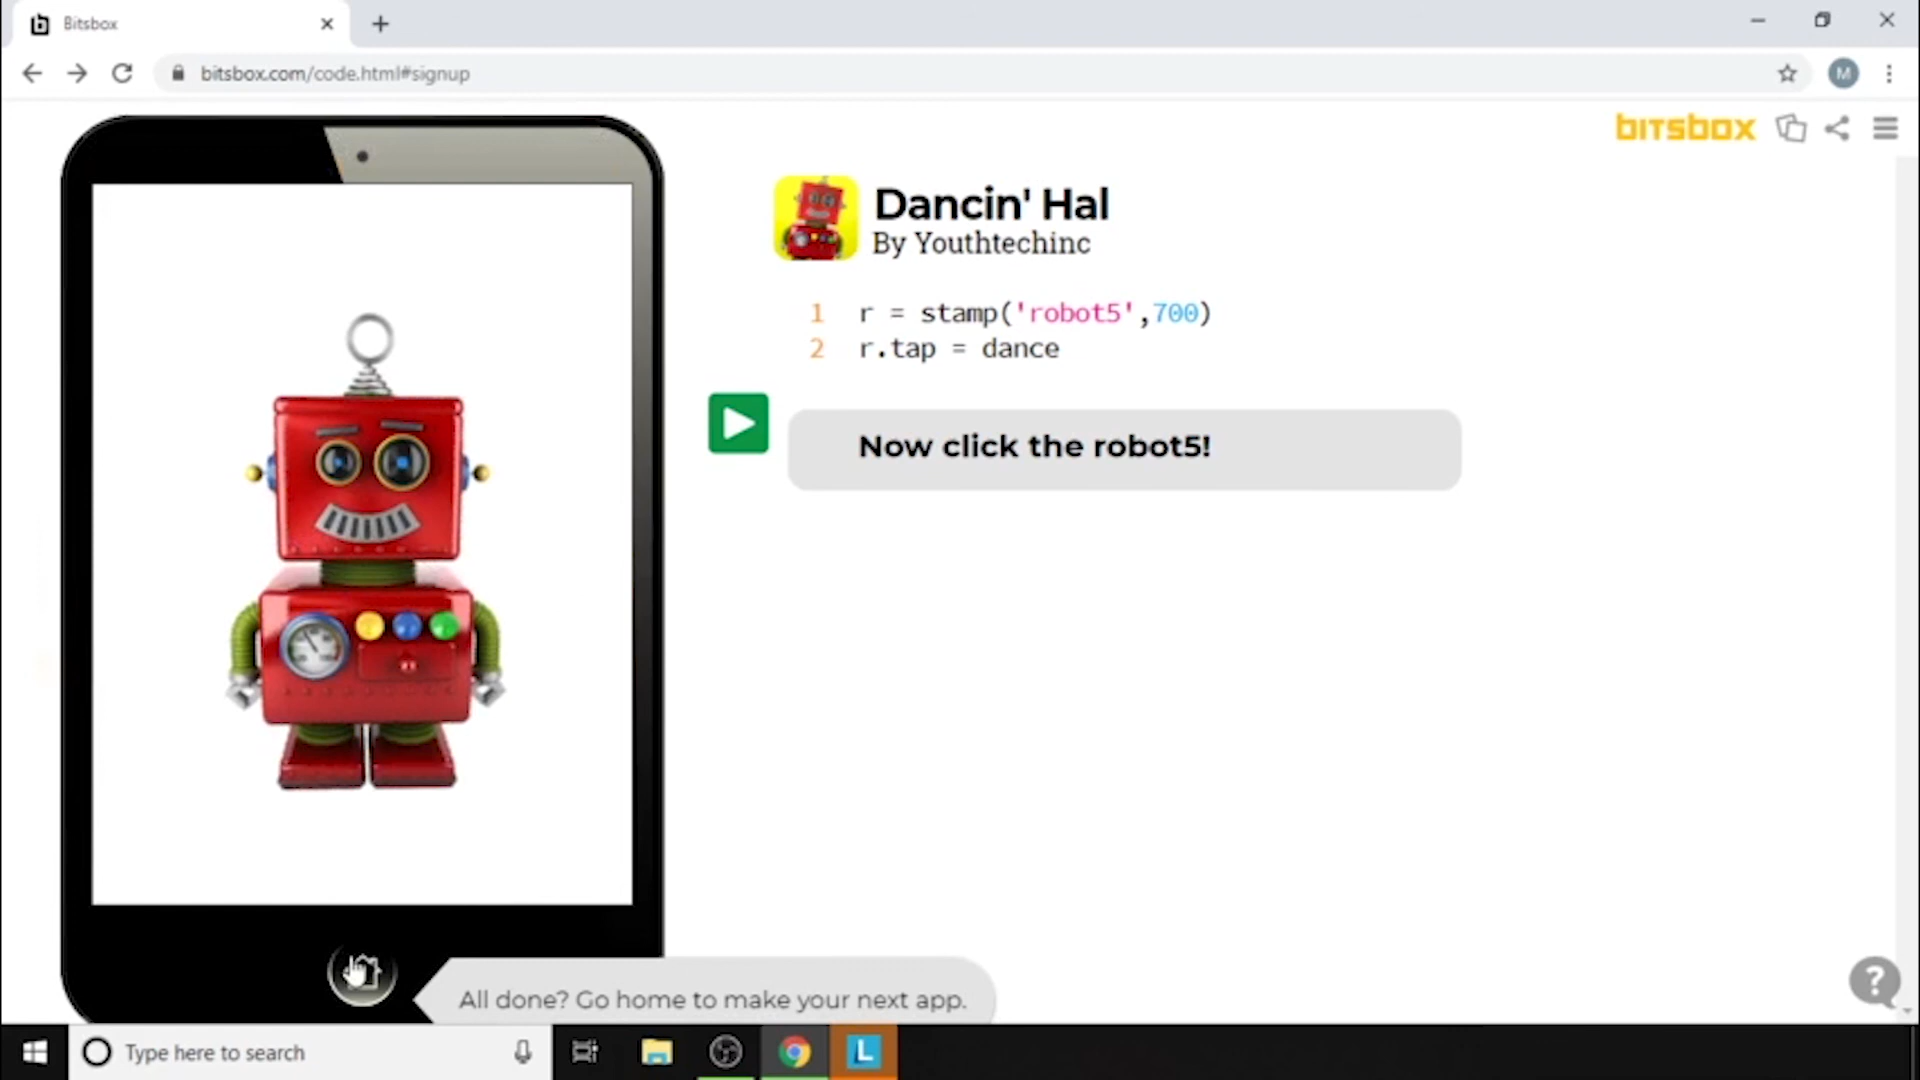 Bitsbox
bitsbox.com/code.html#signup
M
bitsbox
Dancin' Hal
By Youthtechinc
1 r = stamp('robot5',700)
2 r.tap = dance
Now click the robot5!
All done? Go home to make your next app.
?
Type here to search
L